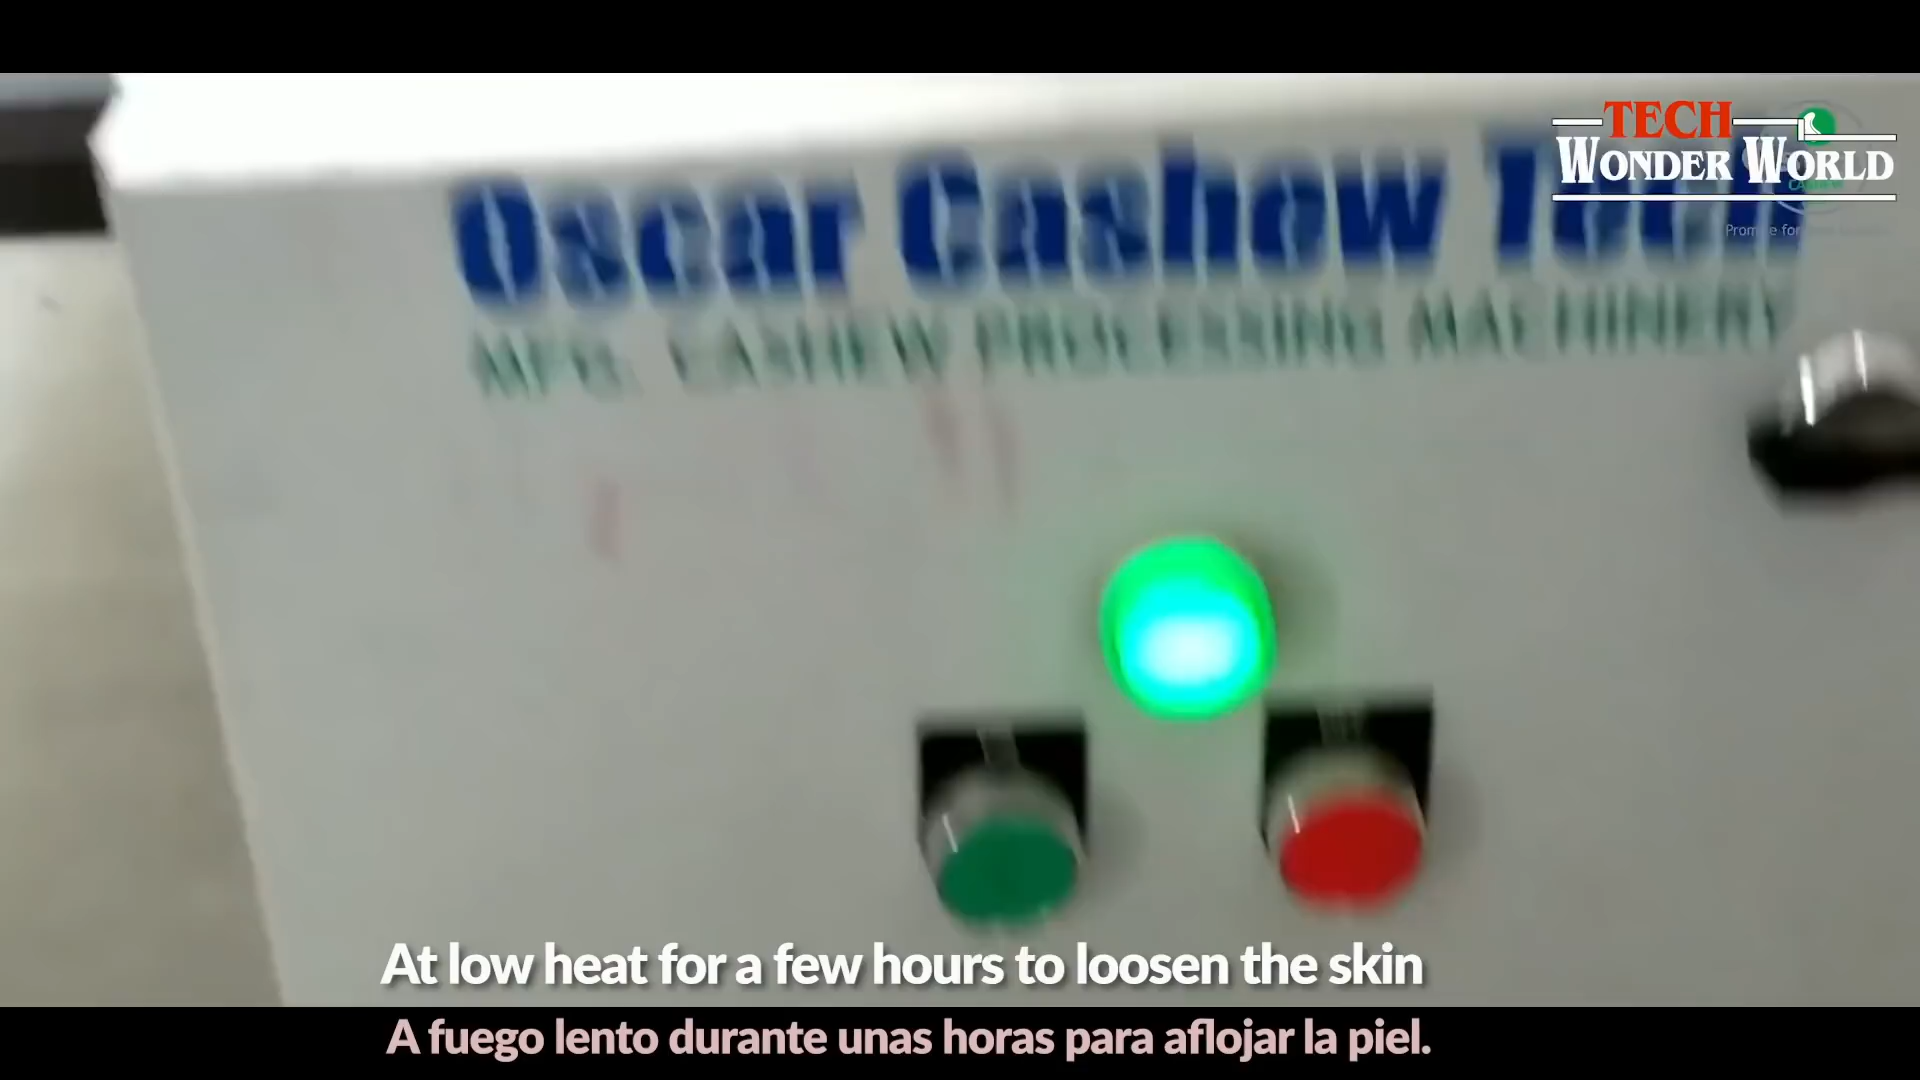 TECH
WONDER WORLD
Oscar Cashew Tech
MFG. CASHEW PROCESSING MACHINERY
At low heat for a few hours to loosen the skin
A fuego lento durante unas horas para aflojar la piel.